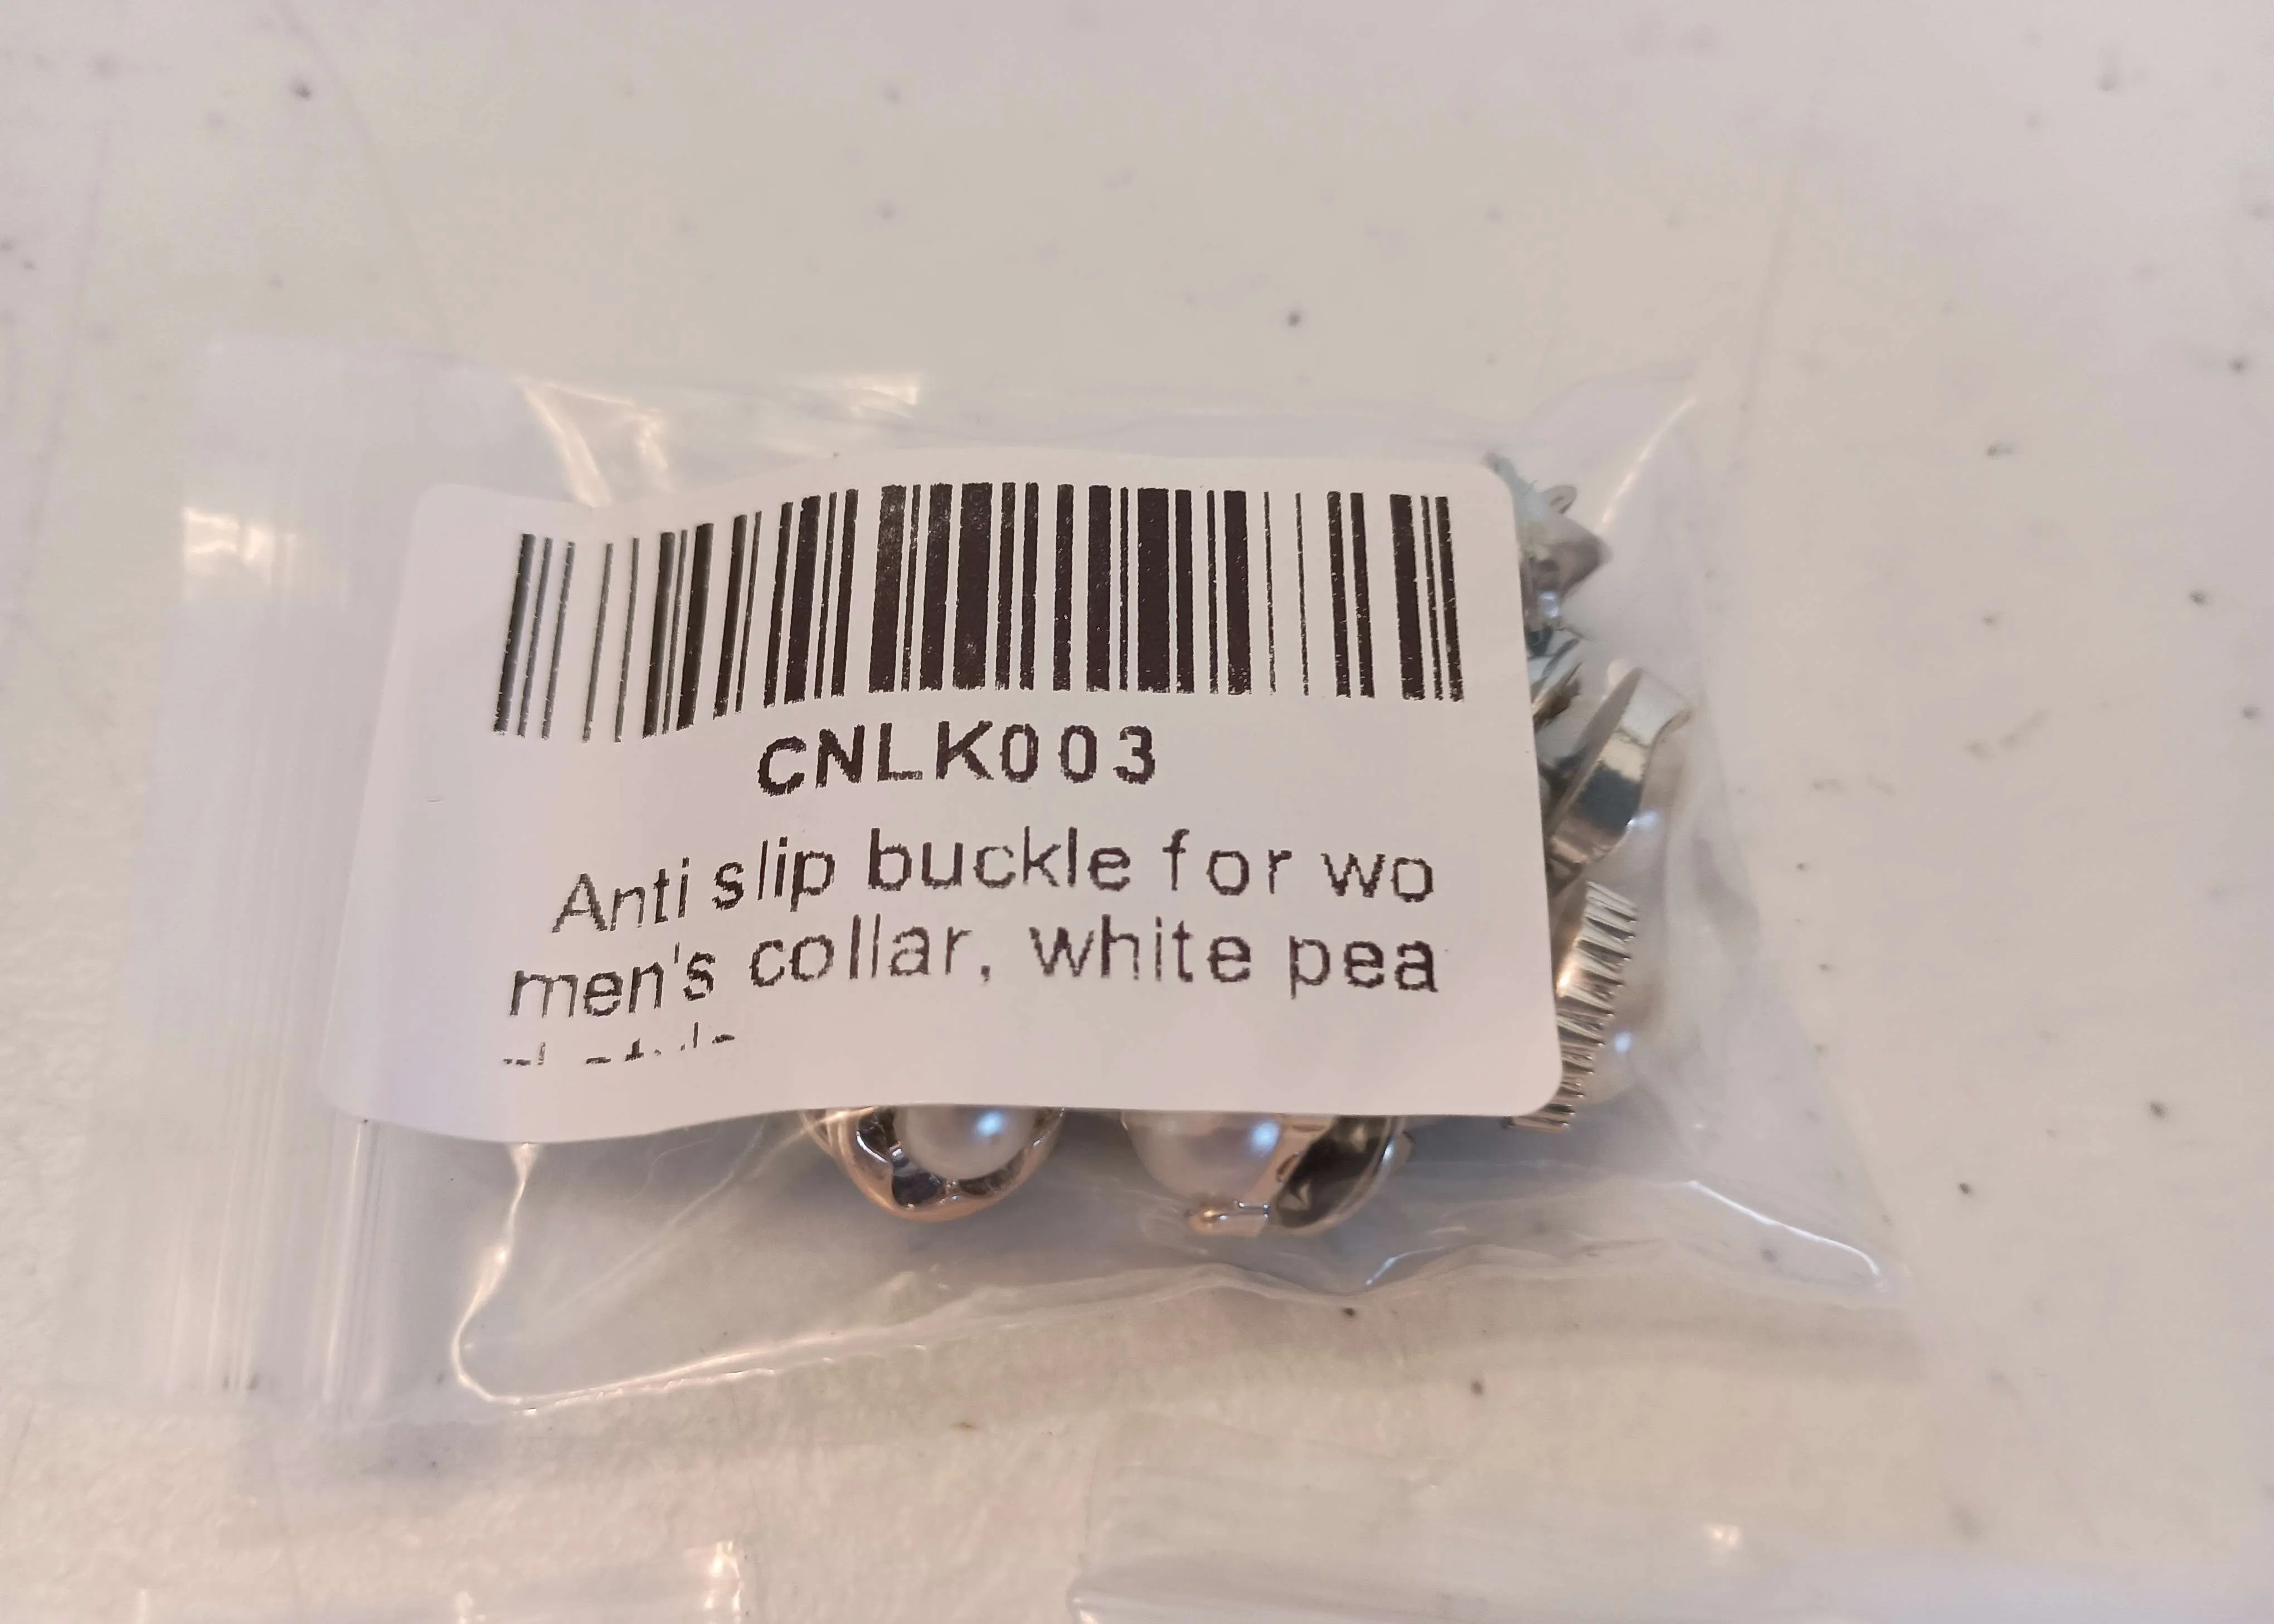 CNLK003
Anti slip buckle for wo
men's collar, white pea